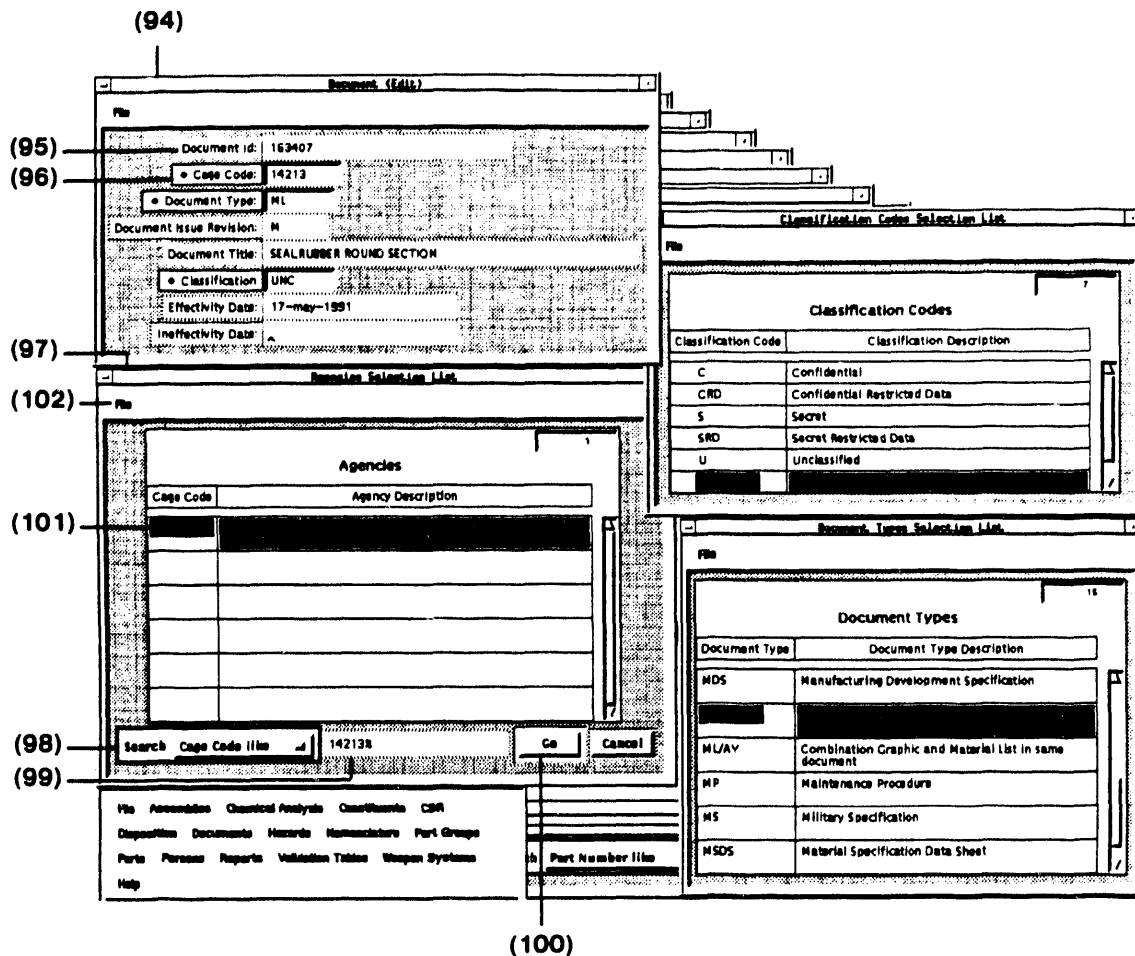 (94)
Document (Edit)
File
(95)
Document Id: 163407
(96)
Cage Code: 14213
Document Type: ML
Document Issue Revision: M
Document Title: SEAL,RUBBER ROUND SECTION
Classification UNC
Effectivity Date: 17-may-1991
Ineffectivity Date: ^
(97)
Agencies Selection List
(102)
File
1
Agencies
Cage Code Agency Description
(101)
(98)
Search Cage Code like 14213% Go Cancel
(99)
File Assemblies Chemical Analysis Constituents CSR
Disposition Documents Hazards Nomenclature Part Groups
Parts Persons Reports Validation Tables Weapon Systems
Help
Part Number like
(100)
Classification Codes Selection List
File
7
Classification Codes
Classification Code Classification Description
C Confidential
CRD Confidential Restricted Data
S Secret
SRD Secret Restricted Data
U Unclassified
Document Types Selection List
File
Document Types
Document Type Document Type Description
MDS Manufacturing Development Specification
ML/AY Combination Graphic and Material List in same
document
MP Maintenance Procedure
MS Military Specification
MSDS Material Specification Data Sheet